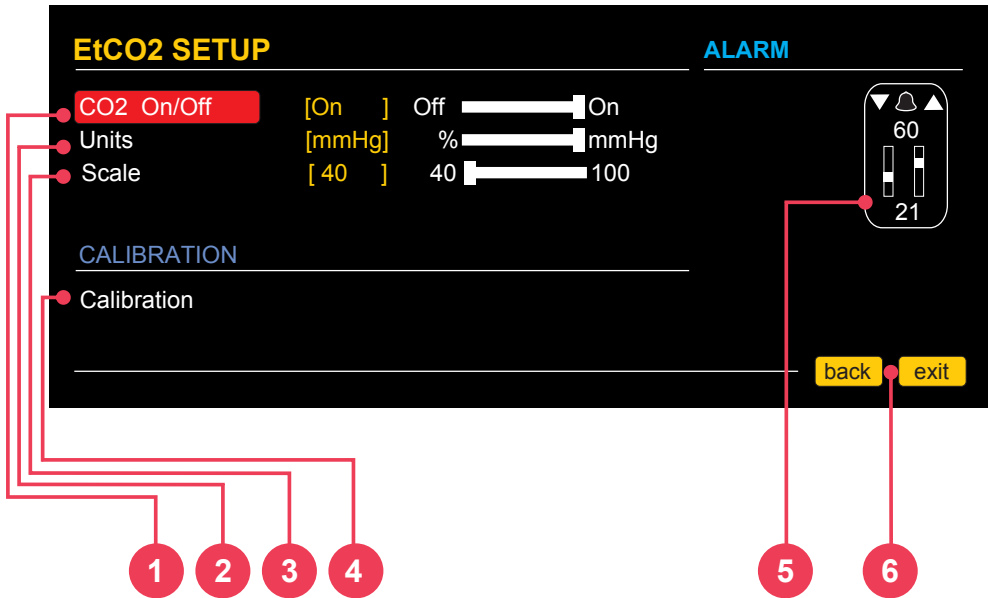 EtCO2 SETUP
ALARM
CO2 On/Off [On ] Off On
Units [mmHg] % mmHg
Scale [ 40 ] 40 100
60
21
CALIBRATION
Calibration
back exit
1 2 3 4 5 6